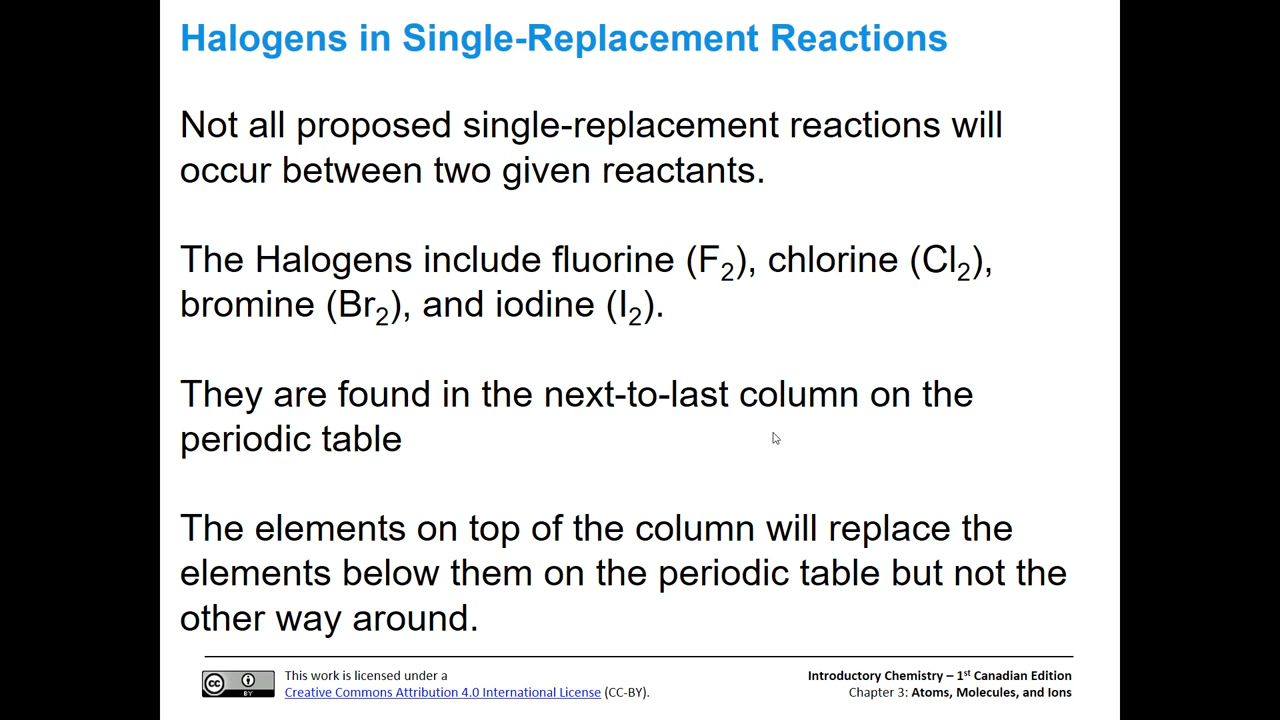 Halogens in Single-Replacement Reactions
Not all proposed single-replacement reactions will
occur between two given reactants.
The Halogens include fluorine (F₂), chlorine (Cl₂),
bromine (Br₂), and iodine (I₂).
They are found in the next-to-last column on the
periodic table
The elements on top of the column will replace the
elements below them on the periodic table but not the
other way around.
cc BY
This work is licensed under a
Creative Commons Attribution 4.0 International License (CC-BY).
Introductory Chemistry – 1st Canadian Edition
Chapter 3: Atoms, Molecules, and Ions